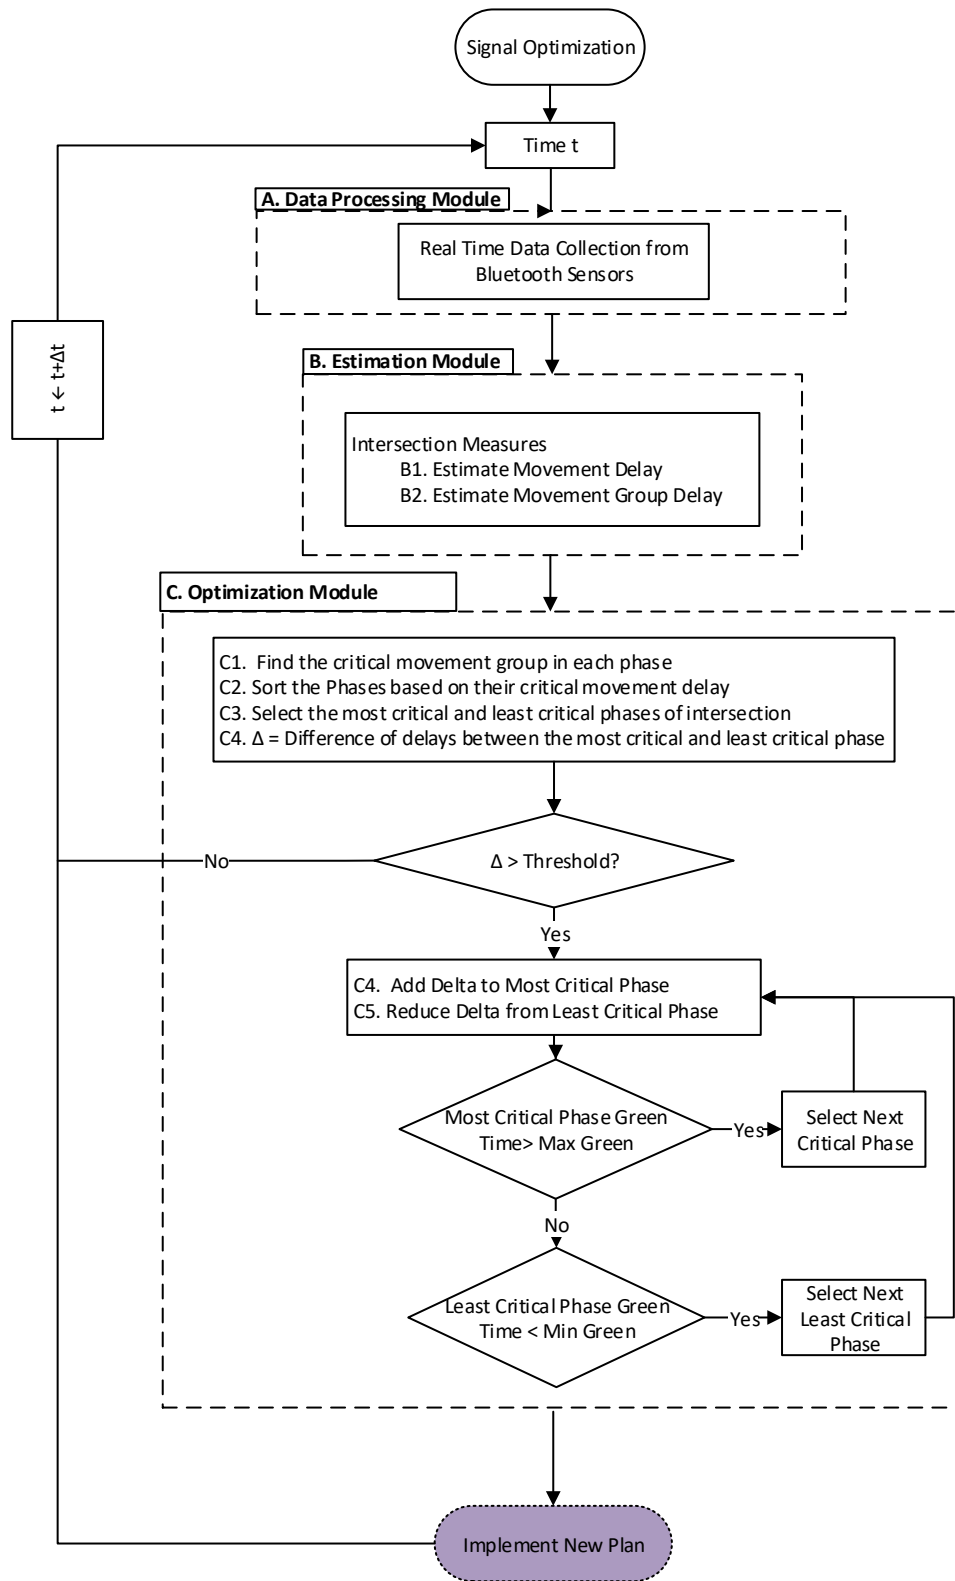 Signal Optimization
Time t
A. Data Processing Module
Real Time Data Collection from
Bluetooth Sensors
t ← t+Δt
B. Estimation Module
Intersection Measures
B1. Estimate Movement Delay
B2. Estimate Movement Group Delay
C. Optimization Module
C1. Find the critical movement group in each phase
C2. Sort the Phases based on their critical movement delay
C3. Select the most critical and least critical phases of intersection
C4. Δ = Difference of delays between the most critical and least critical phase
Δ > Threshold?
No
Yes
C4. Add Delta to Most Critical Phase
C5. Reduce Delta from Least Critical Phase
Most Critical Phase Green
Time> Max Green
Yes
Select Next
Critical Phase
No
Least Critical Phase Green
Time < Min Green
Yes
Select Next
Least Critical
Phase
Implement New Plan